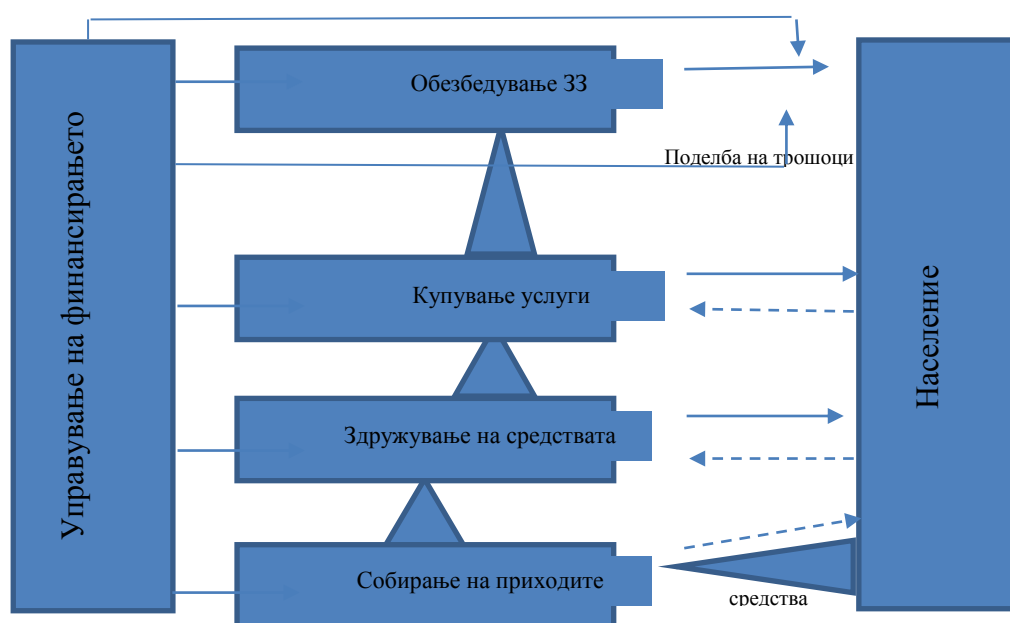 Управување на финансирањето
Обезбедување ЗЗ
Поделба на трошоци
Купување услуги
Здружување на средствата
Собирање на приходите
средства
Население